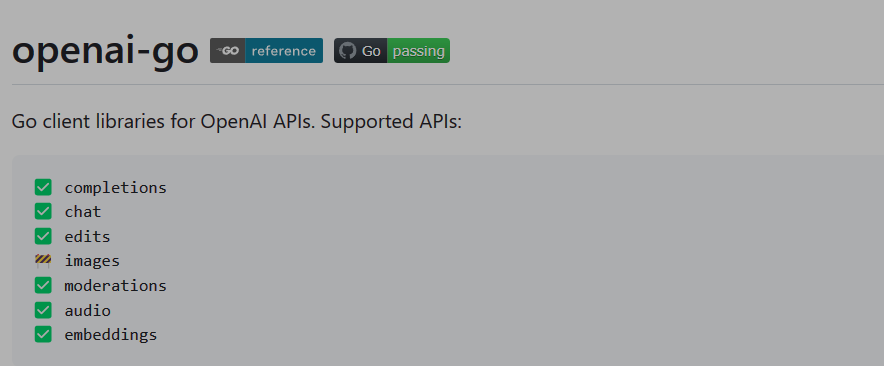 openai-go GO reference Go passing
Go client libraries for OpenAI APIs. Supported APIs:
completions
chat
edits
images
moderations
audio
embeddings